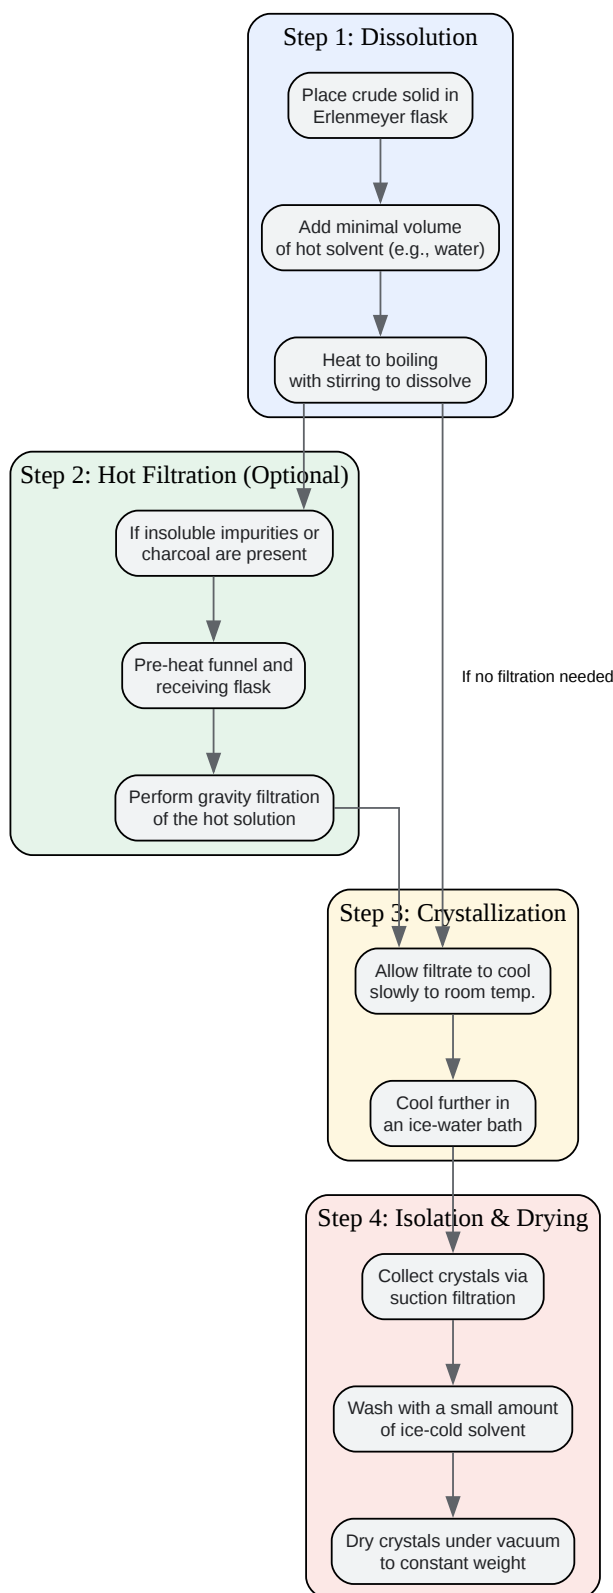 Step 1: Dissolution
Place crude solid in
Erlenmeyer flask
Add minimal volume
of hot solvent (e.g., water)
Heat to boiling
with stirring to dissolve
Step 2: Hot Filtration (Optional)
If insoluble impurities or
charcoal are present
Pre-heat funnel and
receiving flask
If no filtration needed
Perform gravity filtration
of the hot solution
Step 3: Crystallization
Allow filtrate to cool
slowly to room temp.
Cool further in
an ice-water bath
Step 4: Isolation & Drying
Collect crystals via
suction filtration
Wash with a small amount
of ice-cold solvent
Dry crystals under vacuum
to constant weight